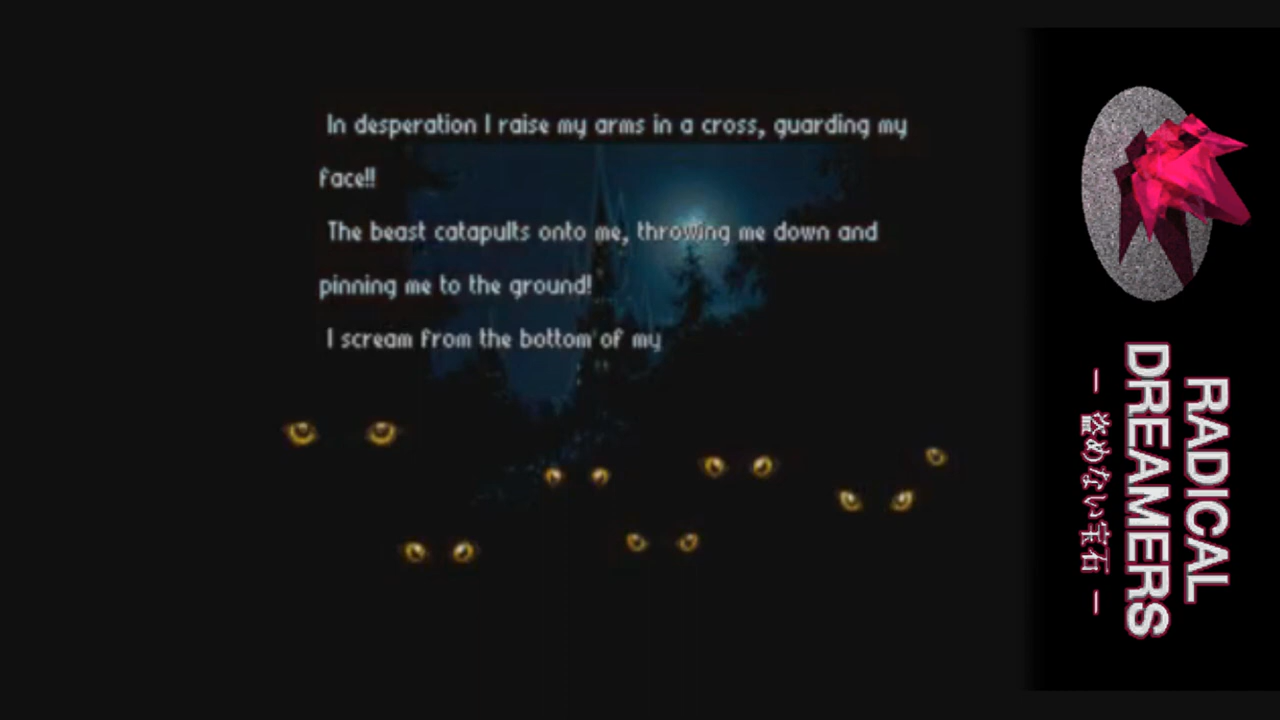 In desperation I raise my arms in a cross, guarding my
face!!
The beast catapults onto me, throwing me down and
pinning me to the ground!
I scream from the bottom of my
RADICAL
DREAMERS
— 盗めない宝石 —